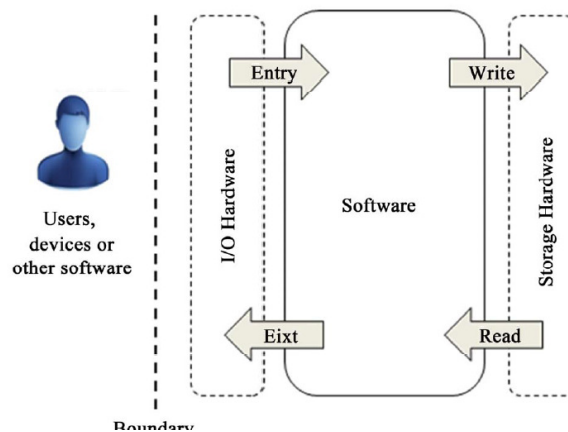 Entry
Write
Users,
devices or
other software
I/O Hardware
Software
Storage Hardware
Eixt
Read
Boundary